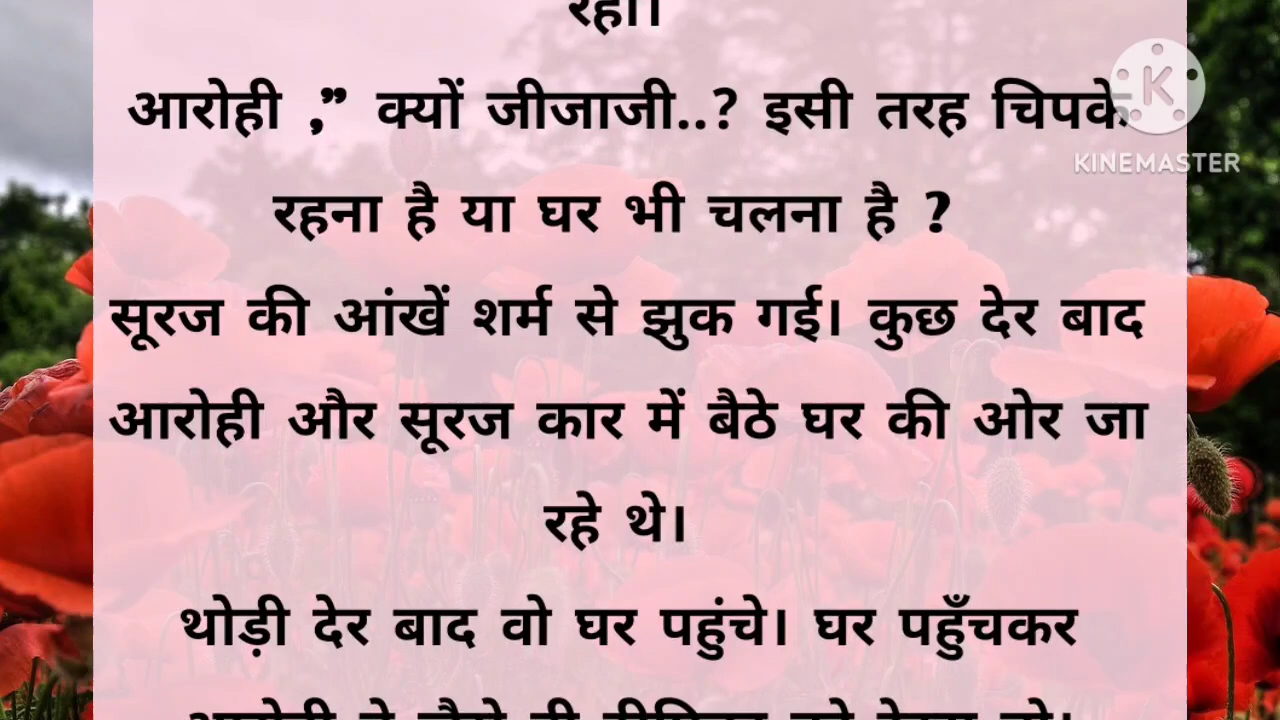 रहा।
आरोही ,” क्यों जीजाजी..? इसी तरह चिपके
रहना है या घर भी चलना है ?
सूरज की आंखें शर्म से झुक गई। कुछ देर बाद
आरोही और सूरज कार में बैठे घर की ओर जा
रहे थे।
थोड़ी देर बाद वो घर पहुंचे। घर पहुँचकर
KINEMASTER